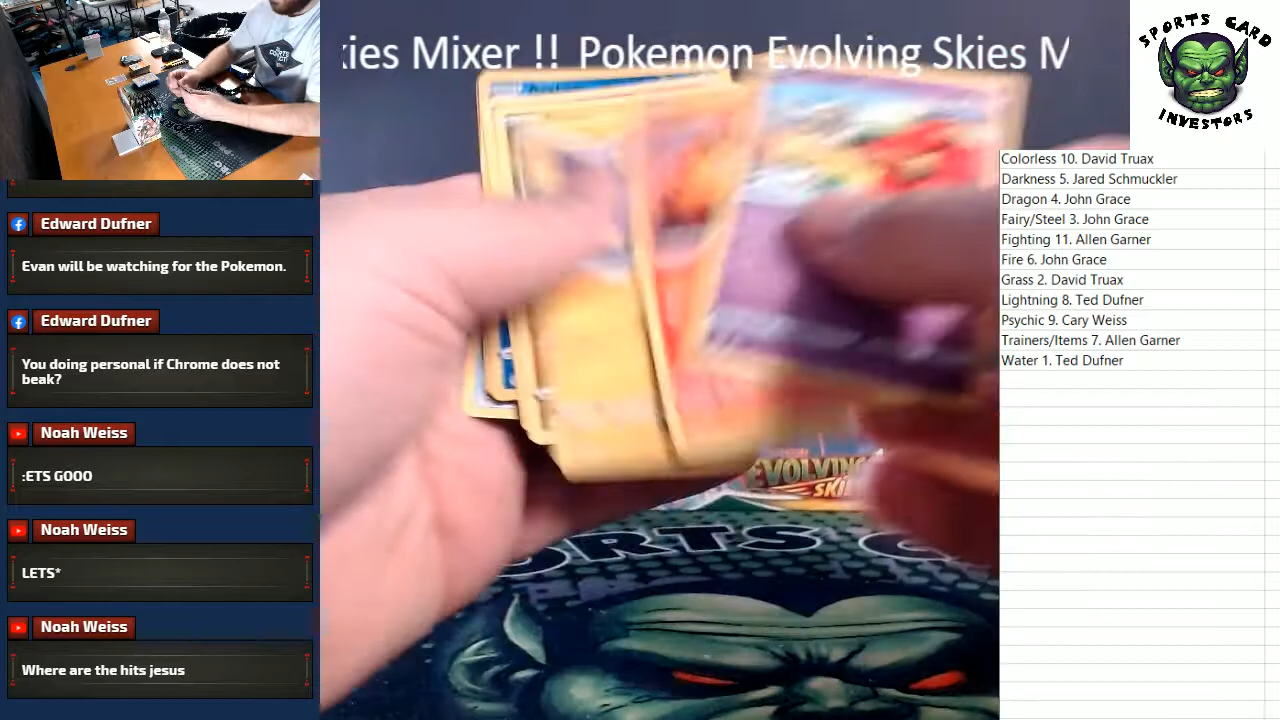 kies Mixer !! Pokemon Evolving Skies M
SPORTS CARD
INVESTORS
Colorless 10. David Truax
Darkness 5. Jared Schmuckler
Dragon 4. John Grace
Fairy/Steel 3. John Grace
Fighting 11. Allen Garner
Fire 6. John Grace
Grass 2. David Truax
Lightning 8. Ted Dufner
Psychic 9. Cary Weiss
Trainers/Items 7. Allen Garner
Water 1. Ted Dufner
Edward Dufner
Evan will be watching for the Pokemon.
Edward Dufner
You doing personal if Chrome does not
beak?
Noah Weiss
:ETS GOOO
Noah Weiss
LETS*
Noah Weiss
Where are the hits jesus
EVOLVING
SKI
ORTS C